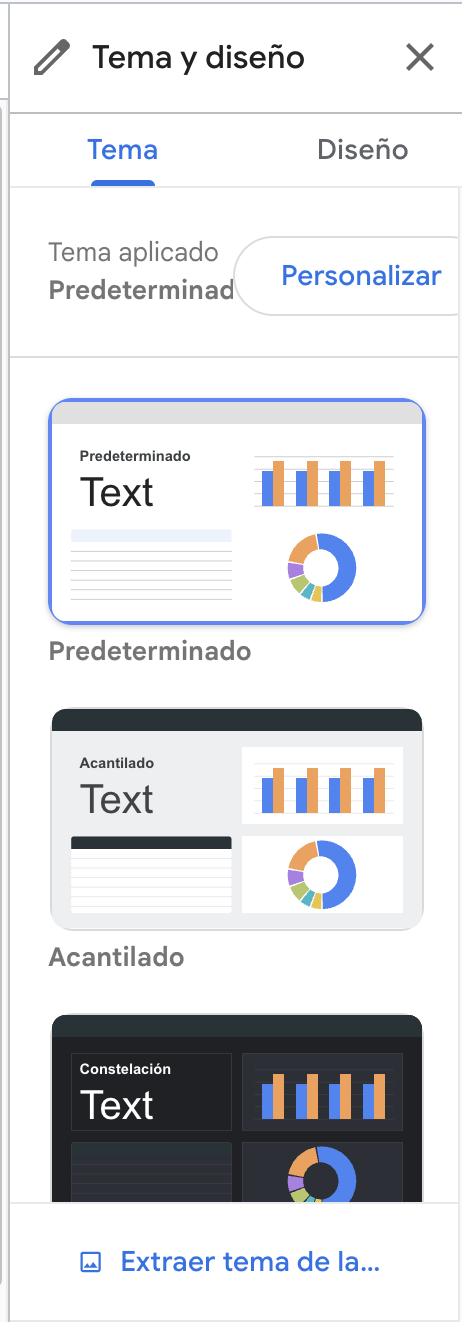 Tema y diseño
Tema
Diseño
Tema aplicado
Predeterminad
Personalizar
Predeterminado
Text
Predeterminado
Acantilado
Text
Acantilado
Constelación
Text
Extraer tema de la...